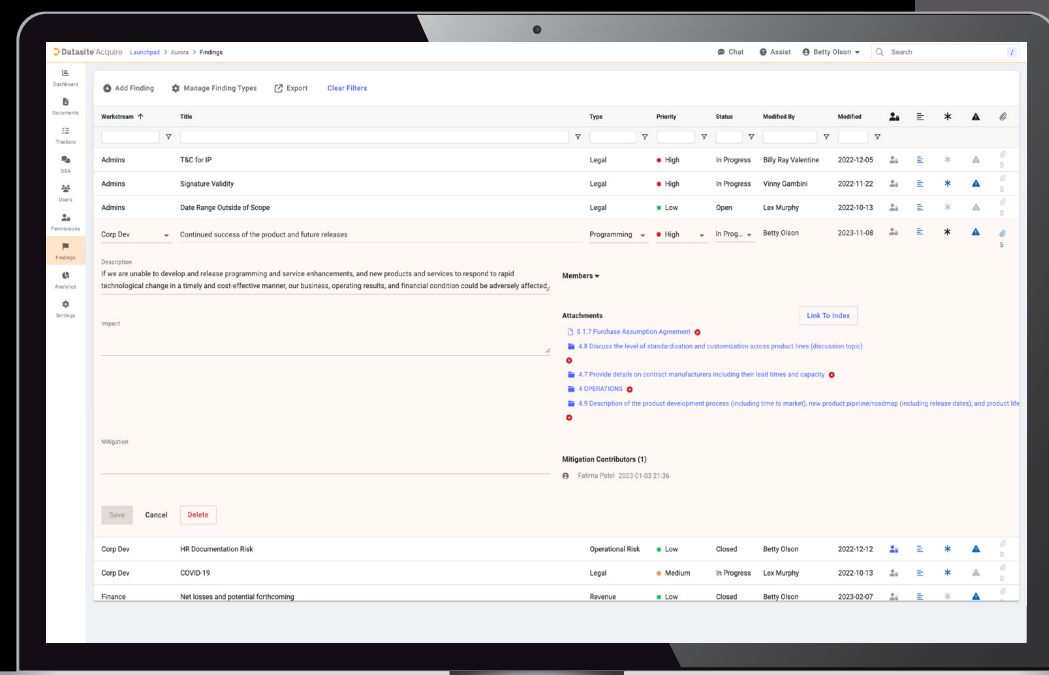 Datasite Acquire Launchpad > Aurora > Findings Chat Assist Betty Olson Search /
Dashboard
Documents
Trackers
Q&A
Users
Permissions
Findings
Analytics
Settings
Add Finding Manage Finding Types Export Clear Filters
Workstream ↑ Title Type Priority Status Modified By Modified
Admins T&C for IP Legal High In Progress Billy Ray Valentine 2022-12-05 0
Admins Signature Validity Legal High In Progress Vinny Gambini 2022-11-22 0
Admins Date Range Outside of Scope Legal Low Open Lex Murphy 2022-10-13 0
Corp Dev Continued success of the product and future releases Programming High In Prog... Betty Olson 2023-11-08 5
Description
If we are unable to develop and release programming and service enhancements, and new products and services to respond to rapid
technological change in a timely and cost-effective manner, our business, operating results, and financial condition could be adversely affected.
Impact
Mitigation
Members
Attachments Link To Index
8.1.7 Purchase Assumption Agreement
4.8 Discuss the level of standardization and customization across product lines (discussion topic)
4.7 Provide details on contract manufacturers including their lead times and capacity
4 OPERATIONS
4.9 Description of the product development process (including time to market), new product pipeline/roadmap (including release dates), and product life
Mitigation Contributors (1)
Fatima Patel 2023-01-03 21:36
Save Cancel Delete
Corp Dev HR Documentation Risk Operational Risk Low Closed Betty Olson 2022-12-12 0
Corp Dev COVID-19 Legal Medium In Progress Lex Murphy 2022-10-13 0
Finance Net losses and potential forthcoming Revenue Low Closed Betty Olson 2023-02-07